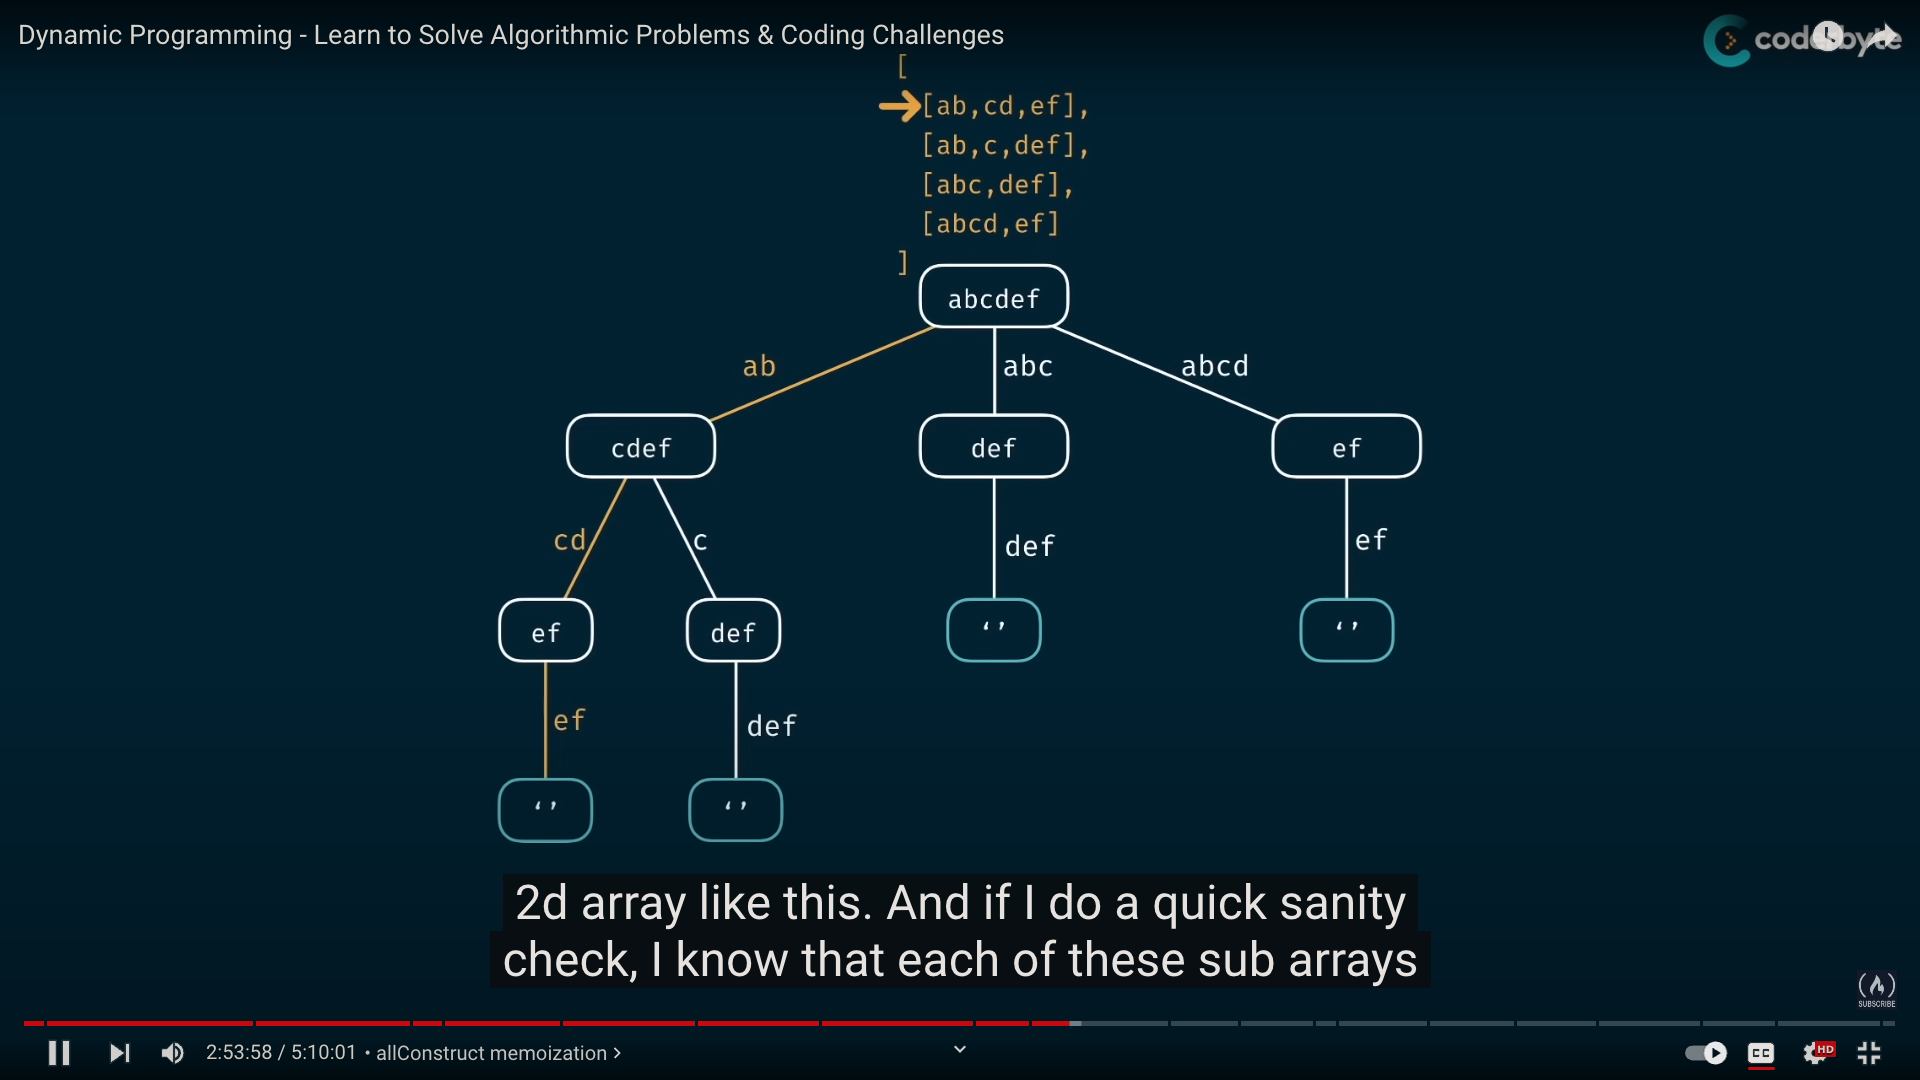 Dynamic Programming - Learn to Solve Algorithmic Problems & Coding Challenges
coderbyte
[
[ab,cd,ef],
[ab,c,def],
[abc,def],
[abcd,ef]
]
abcdef
ab
abc
abcd
cdef
def
ef
cd
c
def
ef
ef
def
‘’
‘’
ef
def
‘’
‘’
2d array like this. And if I do a quick sanity
check, I know that each of these sub arrays
SUBSCRIBE
2:53:58 / 5:10:01 • allConstruct memoization >
CC
HD